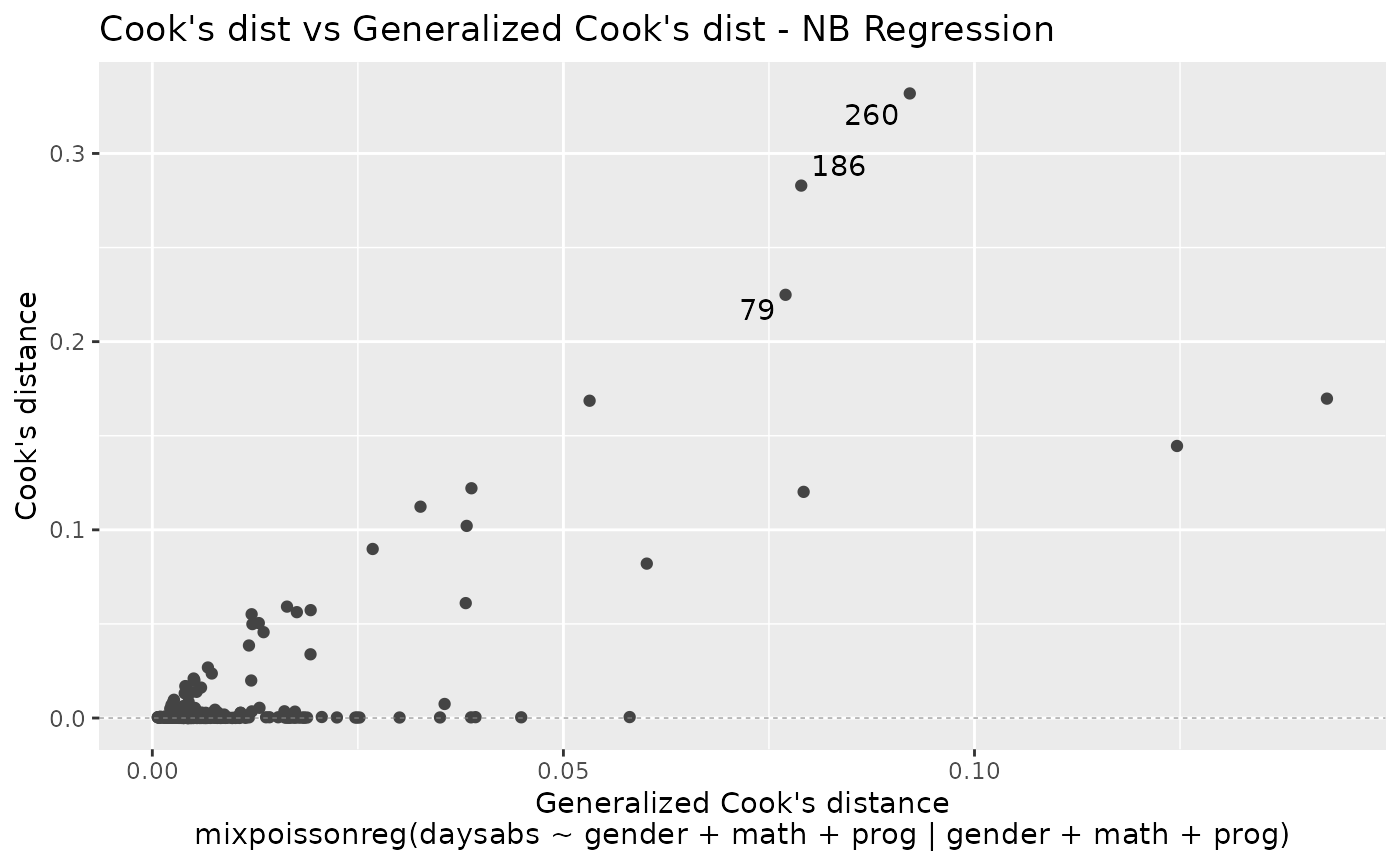 Cook's dist vs Generalized Cook's dist - NB Regression
260
186
79
0.3
0.2
0.1
0.0
Cook's distance
0.00 0.05 0.10
Generalized Cook's distance
mixpoissonreg(daysabs ~ gender + math + prog | gender + math + prog)